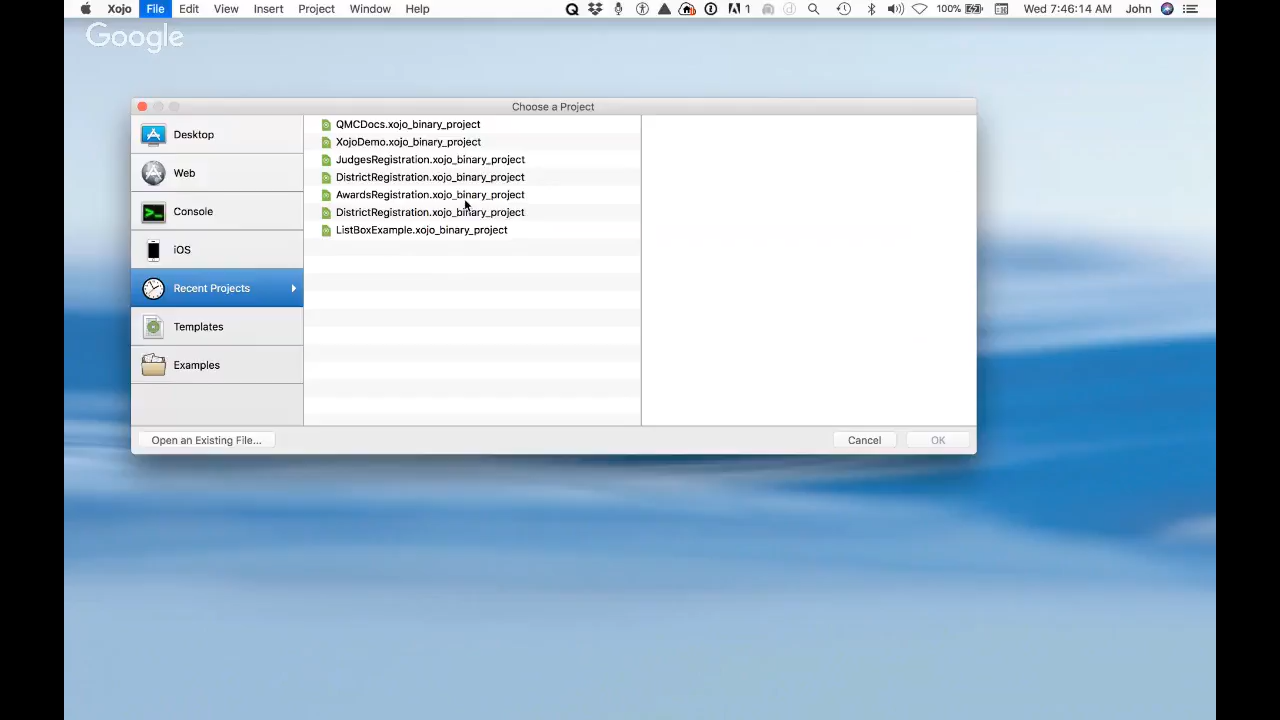 Xojo File Edit View Insert Project Window Help 1 100% Wed 7:46:14 AM John
Google
Choose a Project
Desktop
Web
Console
iOS
Recent Projects
Templates
Examples
QMCDocs.xojo_binary_project
XojoDemo.xojo_binary_project
JudgesRegistration.xojo_binary_project
DistrictRegistration.xojo_binary_project
AwardsRegistration.xojo_binary_project
DistrictRegistration.xojo_binary_project
ListBoxExample.xojo_binary_project
Open an Existing File...
Cancel
OK